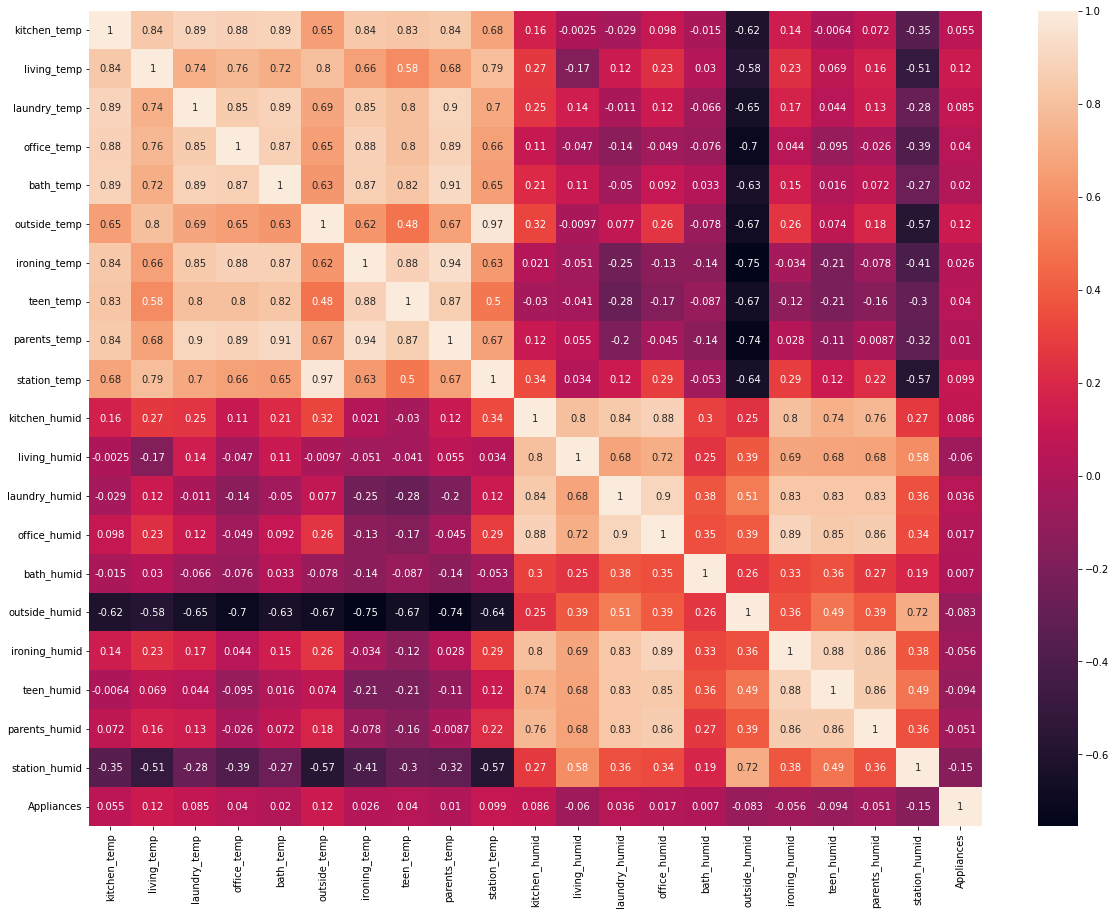 kitchen_temp 1 0.84 0.89 0.88 0.89 0.65 0.84 0.83 0.84 0.68 0.16 -0.0025 -0.029 0.098 -0.015 -0.62 0.14 -0.0064 0.072 -0.35 0.055
living_temp 0.84 1 0.74 0.76 0.72 0.8 0.66 0.58 0.68 0.79 0.27 -0.17 0.12 0.23 0.03 -0.58 0.23 0.069 0.16 -0.51 0.12
laundry_temp 0.89 0.74 1 0.85 0.89 0.69 0.85 0.8 0.9 0.7 0.25 0.14 -0.011 0.12 -0.066 -0.65 0.17 0.044 0.13 -0.28 0.085
office_temp 0.88 0.76 0.85 1 0.87 0.65 0.88 0.8 0.89 0.66 0.11 -0.047 -0.14 -0.049 -0.076 -0.7 0.044 -0.095 -0.026 -0.39 0.04
bath_temp 0.89 0.72 0.89 0.87 1 0.63 0.87 0.82 0.91 0.65 0.21 0.11 -0.05 0.092 0.033 -0.63 0.15 0.016 0.072 -0.27 0.02
outside_temp 0.65 0.8 0.69 0.65 0.63 1 0.62 0.48 0.67 0.97 0.32 -0.0097 0.077 0.26 -0.078 -0.67 0.26 0.074 0.18 -0.57 0.12
ironing_temp 0.84 0.66 0.85 0.88 0.87 0.62 1 0.88 0.94 0.63 0.021 -0.051 -0.25 -0.13 -0.14 -0.75 -0.034 -0.21 -0.078 -0.41 0.026
teen_temp 0.83 0.58 0.8 0.8 0.82 0.48 0.88 1 0.87 0.5 -0.03 -0.041 -0.28 -0.17 -0.087 -0.67 -0.12 -0.21 -0.16 -0.3 0.04
parents_temp 0.84 0.68 0.9 0.89 0.91 0.67 0.94 0.87 1 0.67 0.12 0.055 -0.2 -0.045 -0.14 -0.74 0.028 -0.11 -0.0087 -0.32 0.01
station_temp 0.68 0.79 0.7 0.66 0.65 0.97 0.63 0.5 0.67 1 0.34 0.034 0.12 0.29 -0.053 -0.64 0.29 0.12 0.22 -0.57 0.099
kitchen_humid 0.16 0.27 0.25 0.11 0.21 0.32 0.021 -0.03 0.12 0.34 1 0.8 0.84 0.88 0.3 0.25 0.8 0.74 0.76 0.27 0.086
living_humid -0.0025 -0.17 0.14 -0.047 0.11 -0.0097 -0.051 -0.041 0.055 0.034 0.8 1 0.68 0.72 0.25 0.39 0.69 0.68 0.68 0.58 -0.06
laundry_humid -0.029 0.12 -0.011 -0.14 -0.05 0.077 -0.25 -0.28 -0.2 0.12 0.84 0.68 1 0.9 0.38 0.51 0.83 0.83 0.83 0.36 0.036
office_humid 0.098 0.23 0.12 -0.049 0.092 0.26 -0.13 -0.17 -0.045 0.29 0.88 0.72 0.9 1 0.35 0.39 0.89 0.85 0.86 0.34 0.017
bath_humid -0.015 0.03 -0.066 -0.076 0.033 -0.078 -0.14 -0.087 -0.14 -0.053 0.3 0.25 0.38 0.35 1 0.26 0.33 0.36 0.27 0.19 0.007
outside_humid -0.62 -0.58 -0.65 -0.7 -0.63 -0.67 -0.75 -0.67 -0.74 -0.64 0.25 0.39 0.51 0.39 0.26 1 0.36 0.49 0.39 0.72 -0.083
ironing_humid 0.14 0.23 0.17 0.044 0.15 0.26 -0.034 -0.12 0.028 0.29 0.8 0.69 0.83 0.89 0.33 0.36 1 0.88 0.86 0.38 -0.056
teen_humid -0.0064 0.069 0.044 -0.095 0.016 0.074 -0.21 -0.21 -0.11 0.12 0.74 0.68 0.83 0.85 0.36 0.49 0.88 1 0.86 0.49 -0.094
parents_humid 0.072 0.16 0.13 -0.026 0.072 0.18 -0.078 -0.16 -0.0087 0.22 0.76 0.68 0.83 0.86 0.27 0.39 0.86 0.86 1 0.36 -0.051
station_humid -0.35 -0.51 -0.28 -0.39 -0.27 -0.57 -0.41 -0.3 -0.32 -0.57 0.27 0.58 0.36 0.34 0.19 0.72 0.38 0.49 0.36 1 -0.15
Appliances 0.055 0.12 0.085 0.04 0.02 0.12 0.026 0.04 0.01 0.099 0.086 -0.06 0.036 0.017 0.007 -0.083 -0.056 -0.094 -0.051 -0.15 1
kitchen_temp living_temp laundry_temp office_temp bath_temp outside_temp ironing_temp teen_temp parents_temp station_temp kitchen_humid living_humid laundry_humid office_humid bath_humid outside_humid ironing_humid teen_humid parents_humid station_humid Appliances
1.0
0.8
0.6
0.4
0.2
0.0
−0.2
−0.4
−0.6